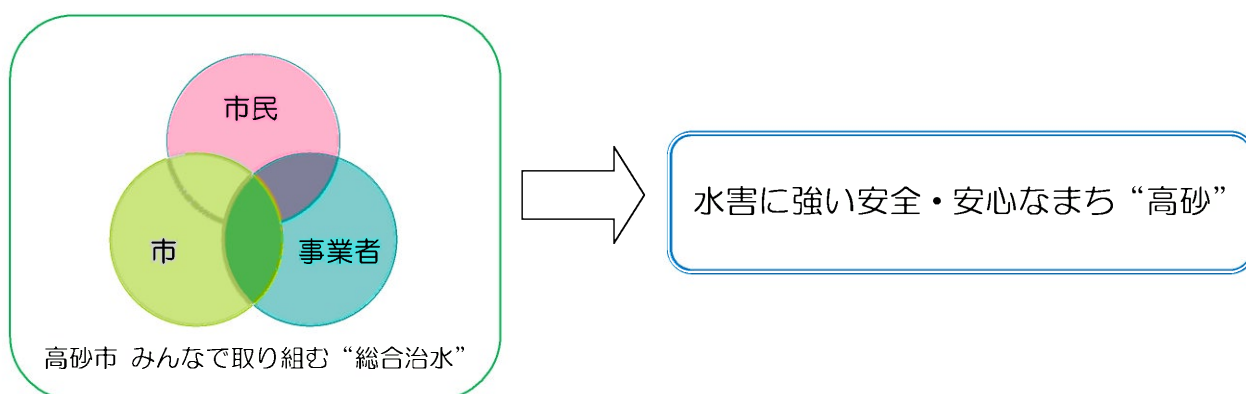 市民
市
事業者
高砂市 みんなで取り組む“総合治水”
水害に強い安全・安心なまち“高砂”